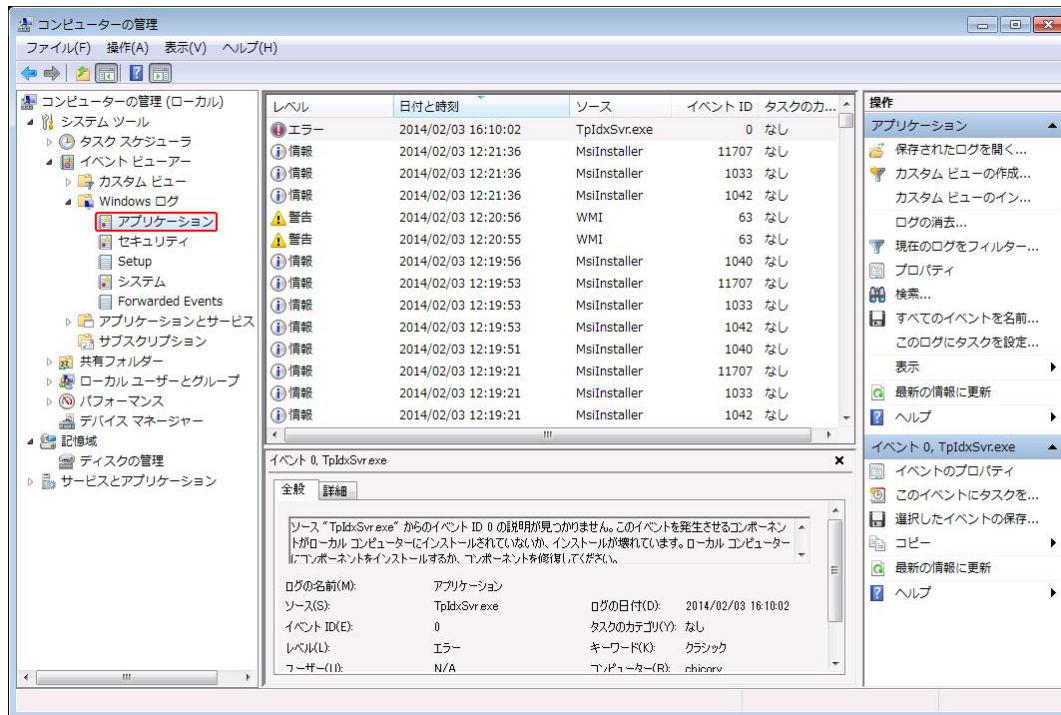 コンピューターの管理
ファイル(F) 操作(A) 表示(V) ヘルプ(H)
コンピューターの管理 (ローカル)
システム ツール
タスク スケジューラ
イベント ビューアー
カスタム ビュー
Windows ログ
アプリケーション
セキュリティ
Setup
システム
Forwarded Events
アプリケーションとサービス
サブスクリプション
共有フォルダー
ローカル ユーザーとグループ
パフォーマンス
デバイス マネージャー
記憶域
ディスクの管理
サービスとアプリケーション
レベル 日付と時刻 ソース イベント ID タスクのカ...
エラー 2014/02/03 16:10:02 TpIdxSvr.exe 0 なし
情報 2014/02/03 12:21:36 MsiInstaller 11707 なし
情報 2014/02/03 12:21:36 MsiInstaller 1033 なし
情報 2014/02/03 12:21:36 MsiInstaller 1042 なし
警告 2014/02/03 12:20:56 WMI 63 なし
警告 2014/02/03 12:20:55 WMI 63 なし
情報 2014/02/03 12:19:56 MsiInstaller 1040 なし
情報 2014/02/03 12:19:53 MsiInstaller 11707 なし
情報 2014/02/03 12:19:53 MsiInstaller 1033 なし
情報 2014/02/03 12:19:53 MsiInstaller 1042 なし
情報 2014/02/03 12:19:51 MsiInstaller 1040 なし
情報 2014/02/03 12:19:21 MsiInstaller 11707 なし
情報 2014/02/03 12:19:21 MsiInstaller 1033 なし
情報 2014/02/03 12:19:21 MsiInstaller 1042 なし
イベント 0, TpIdxSvr.exe
全般 詳細
ソース "TpIdxSvr.exe" からのイベント ID 0 の説明が見つかりません。このイベントを発生させるコンポーネン
トがローカル コンピューターにインストールされていないか、インストールが壊れています。ローカル コンピューター
にコンポーネントをインストールするか、コンポーネントを修復してください。
ログの名前(M): アプリケーション
ソース(S): TpIdxSvr.exe ログの日付(D): 2014/02/03 16:10:02
イベント ID(E): 0 タスクのカテゴリ(Y): なし
レベル(L): エラー キーワード(K): クラシック
ユーザー(U): N/A コンピューター(R): chicory
操作
アプリケーション
保存されたログを開く...
カスタム ビューの作成...
カスタム ビューのイン...
ログの消去...
現在のログをフィルター...
プロパティ
検索...
すべてのイベントを名前...
このログにタスクを設定...
表示
最新の情報に更新
ヘルプ
イベント 0, TpIdxSvr.exe
イベントのプロパティ
このイベントにタスクを...
選択したイベントの保存...
コピー
最新の情報に更新
ヘルプ